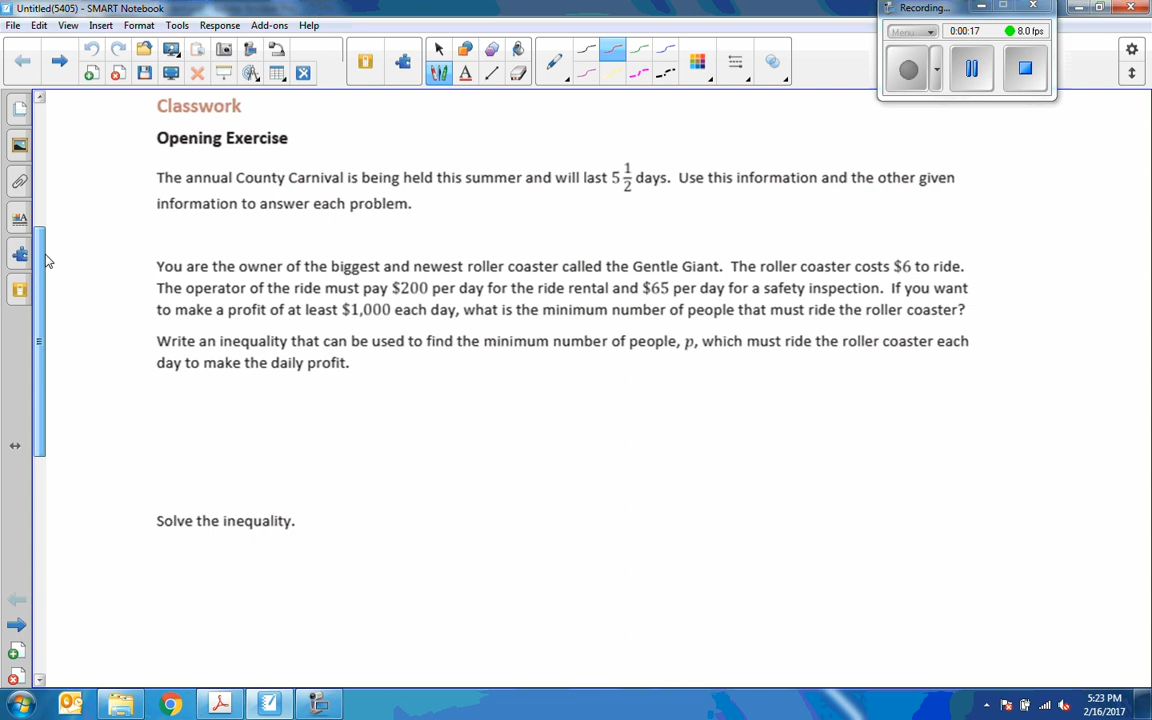 Untitled(5405) - SMART Notebook
Recording...
File Edit View Insert Format Tools Response Add-ons Help
Menu 0:00:17 8.0 fps
Classwork
Opening Exercise
The annual County Carnival is being held this summer and will last 5 1/2 days. Use this information and the other given
information to answer each problem.
You are the owner of the biggest and newest roller coaster called the Gentle Giant. The roller coaster costs $6 to ride.
The operator of the ride must pay $200 per day for the ride rental and $65 per day for a safety inspection. If you want
to make a profit of at least $1,000 each day, what is the minimum number of people that must ride the roller coaster?
Write an inequality that can be used to find the minimum number of people, p, which must ride the roller coaster each
day to make the daily profit.
Solve the inequality.
5:23 PM
2/16/2017